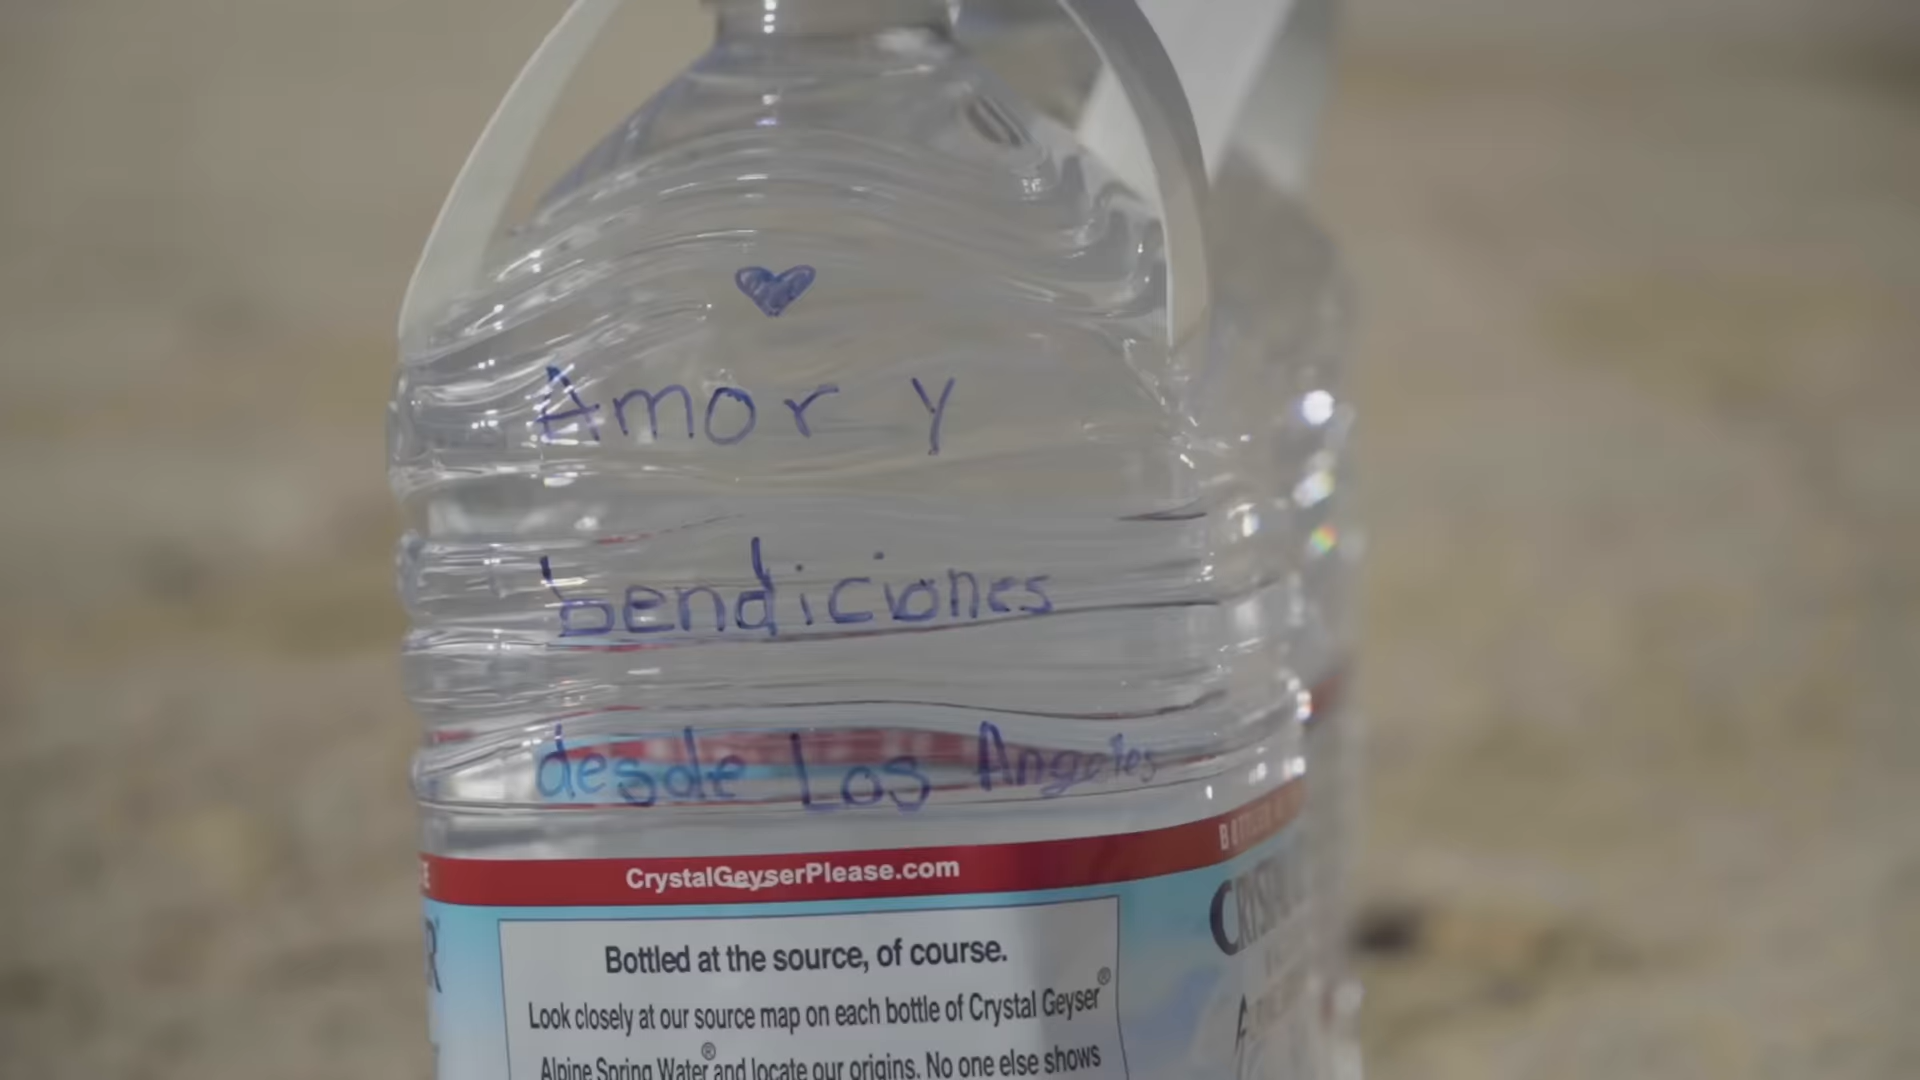 Amor y
bendiciones
desde Los Angeles
CrystalGeyserPlease.com
Bottled at the source, of course.
Look closely at our source map on each bottle of Crystal Geyser®
Alpine Spring Water® and locate our origins. No one else shows